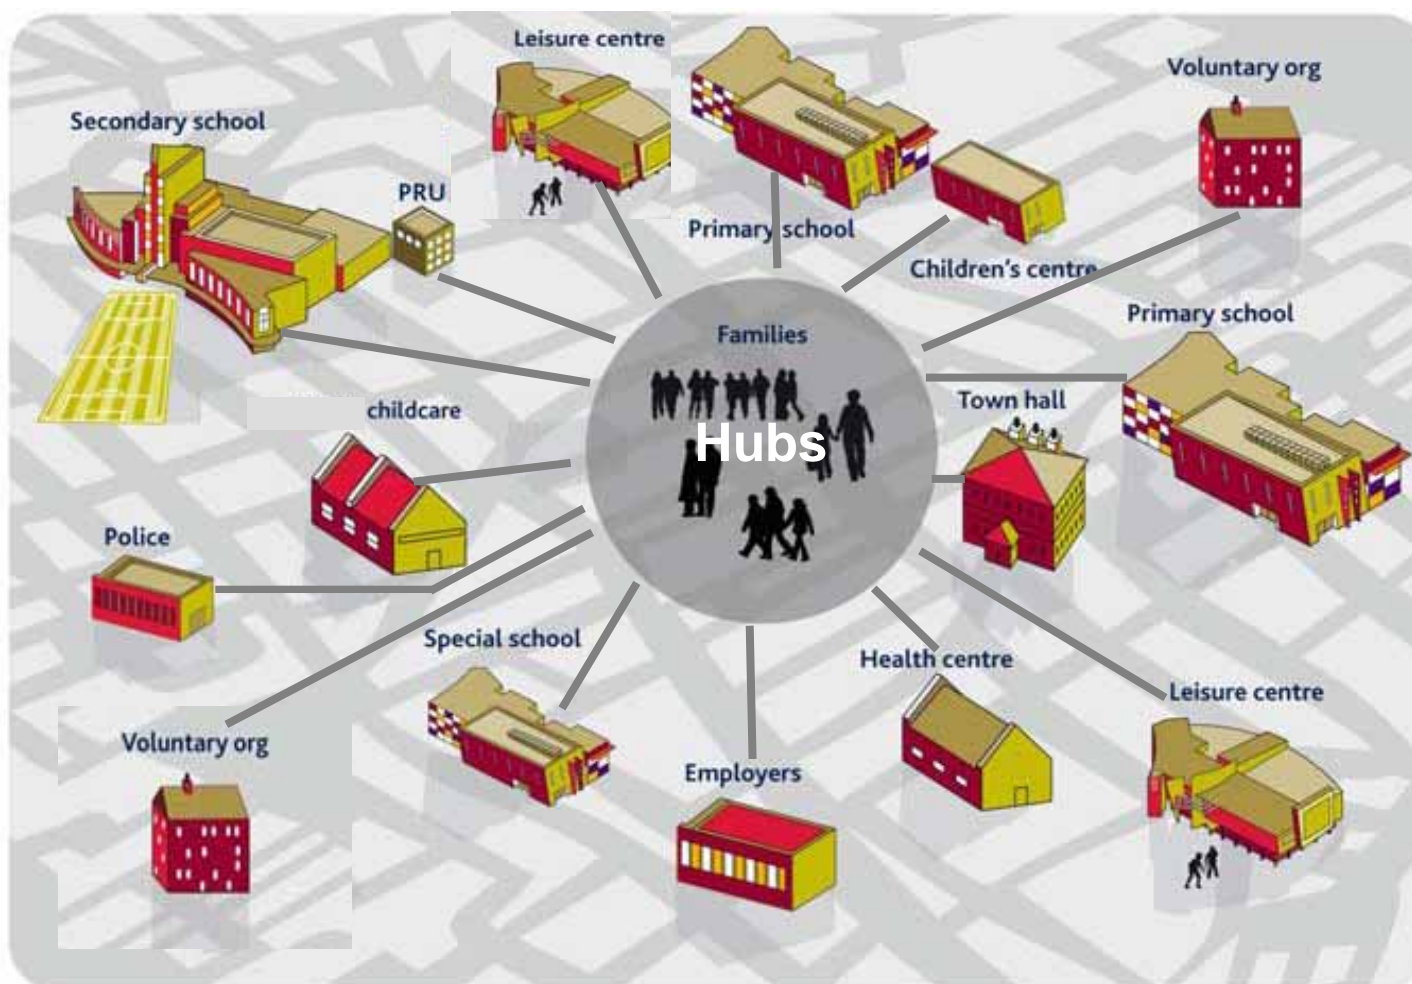 Leisure centre
Voluntary org
Secondary school
PRU
Primary school
Children's centre
Primary school
Families
childcare
Town hall
Hubs
Police
Special school
Health centre
Leisure centre
Voluntary org
Employers